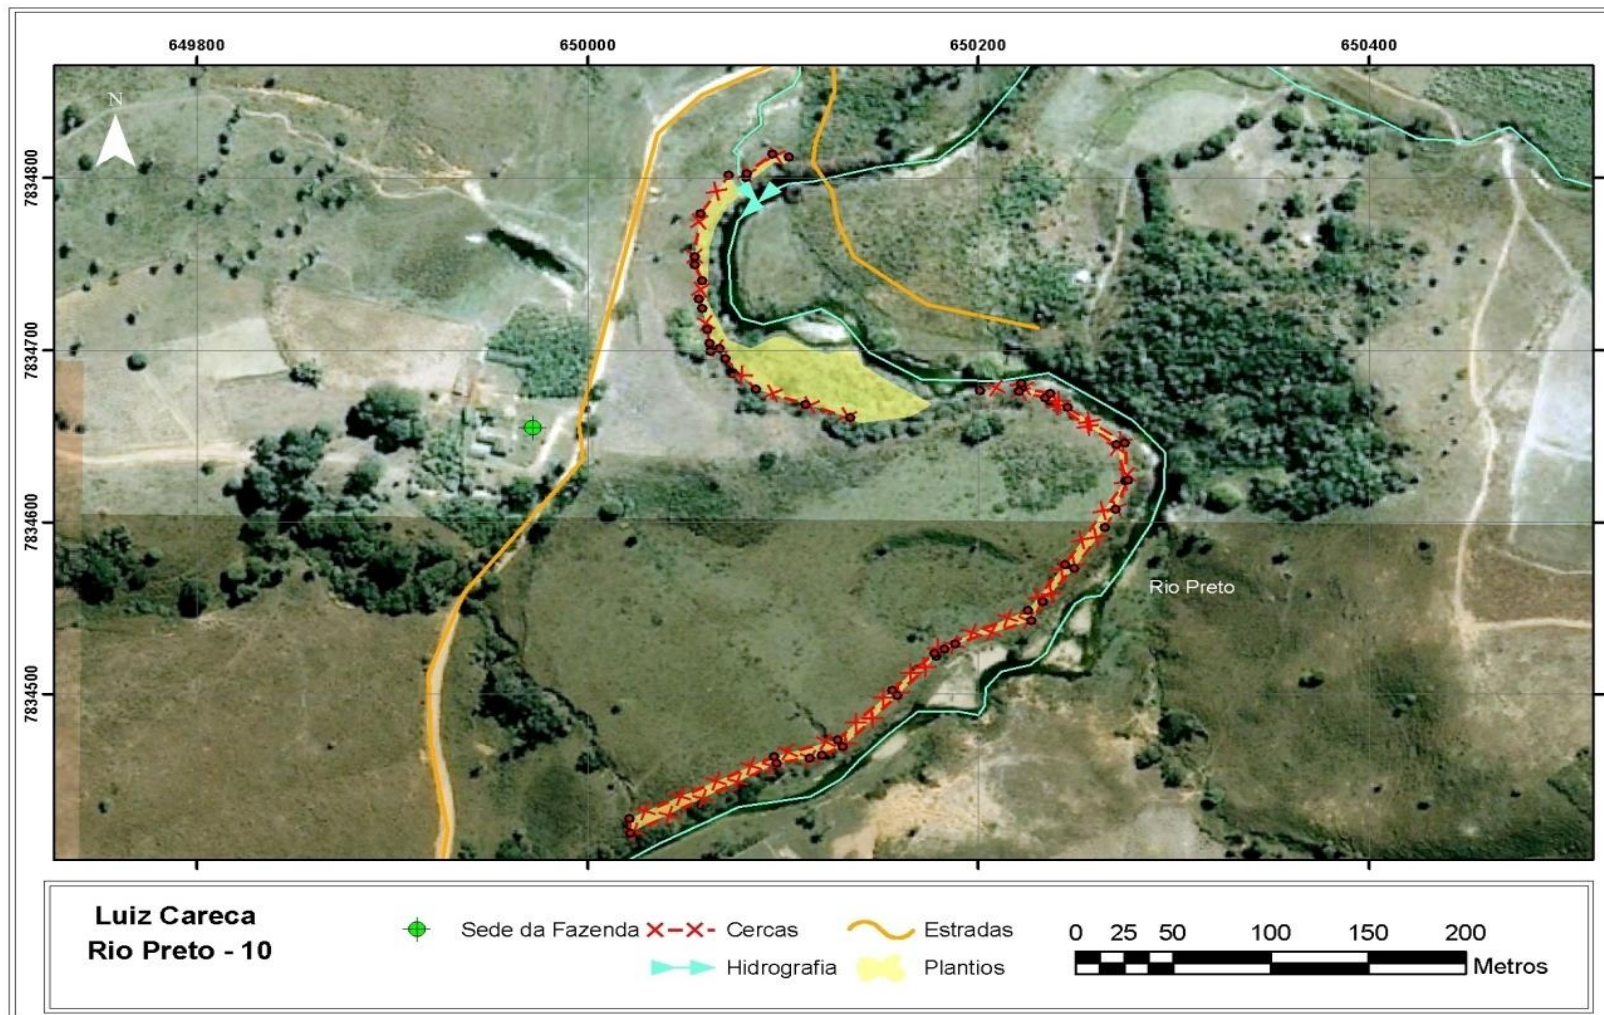 649800 650000 650200 650400
N
7834800
7834700
7834600
7834500
Rio Preto
Luiz Careca
Rio Preto - 10
Sede da Fazenda Cercas Estradas
Hidrografia Plantios
0 25 50 100 150 200
Metros